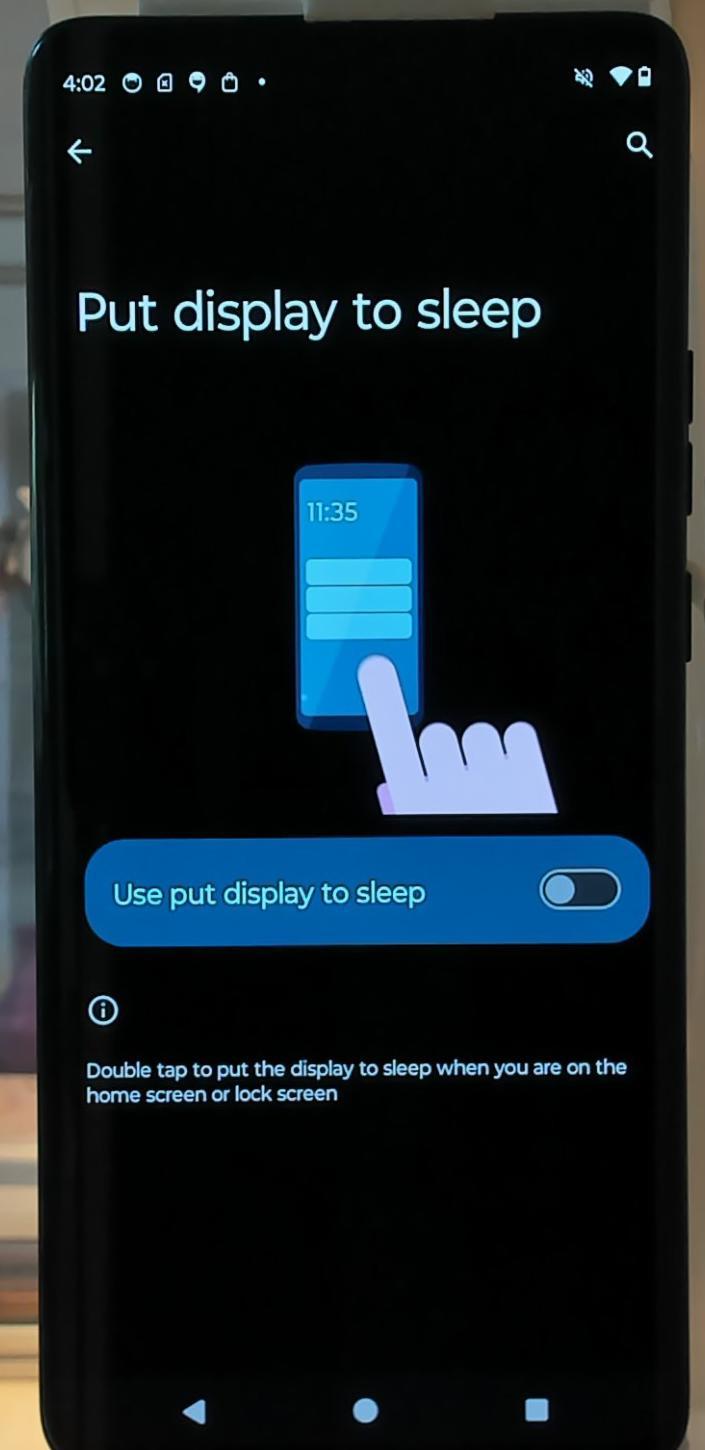 4:02
Put display to sleep
11:35
Use put display to sleep
Double tap to put the display to sleep when you are on the
home screen or lock screen